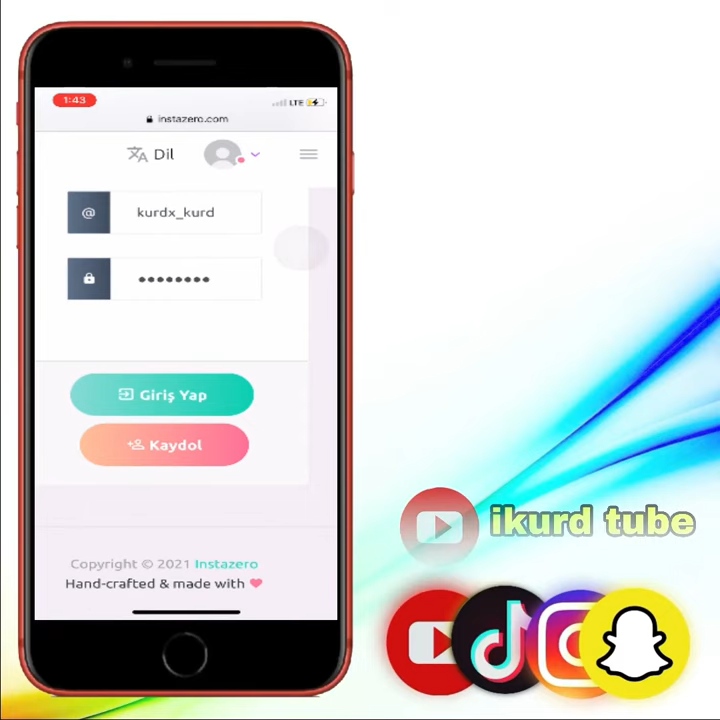 1:43
LTE
instazero.com
Dil
@
kurdx_kurd
Giriş Yap
Kaydol
Copyright © 2021 Instazero
Hand-crafted & made with
ikurd tube